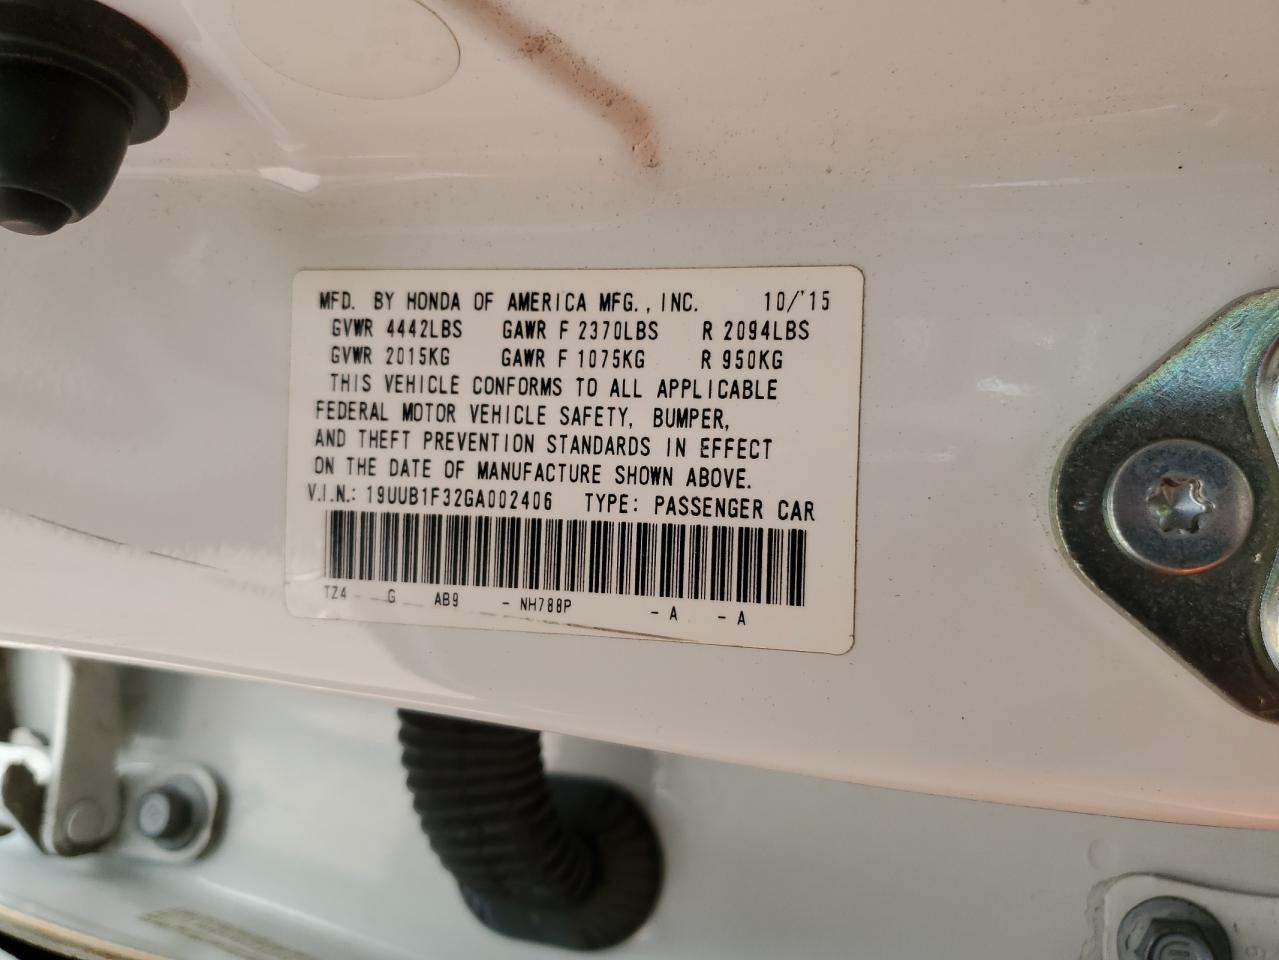 MFD. BY HONDA OF AMERICA MFG., INC. 10/'15
GVWR 4442LBS GAWR F 2370LBS R 2094LBS
GVWR 2015KG GAWR F 1075KG R 950KG
THIS VEHICLE CONFORMS TO ALL APPLICABLE
FEDERAL MOTOR VEHICLE SAFETY, BUMPER,
AND THEFT PREVENTION STANDARDS IN EFFECT
ON THE DATE OF MANUFACTURE SHOWN ABOVE.
V.I.N.: 19UUB1F32GA002406 TYPE: PASSENGER CAR
TZ4 G AB9 - NH788P - A - A